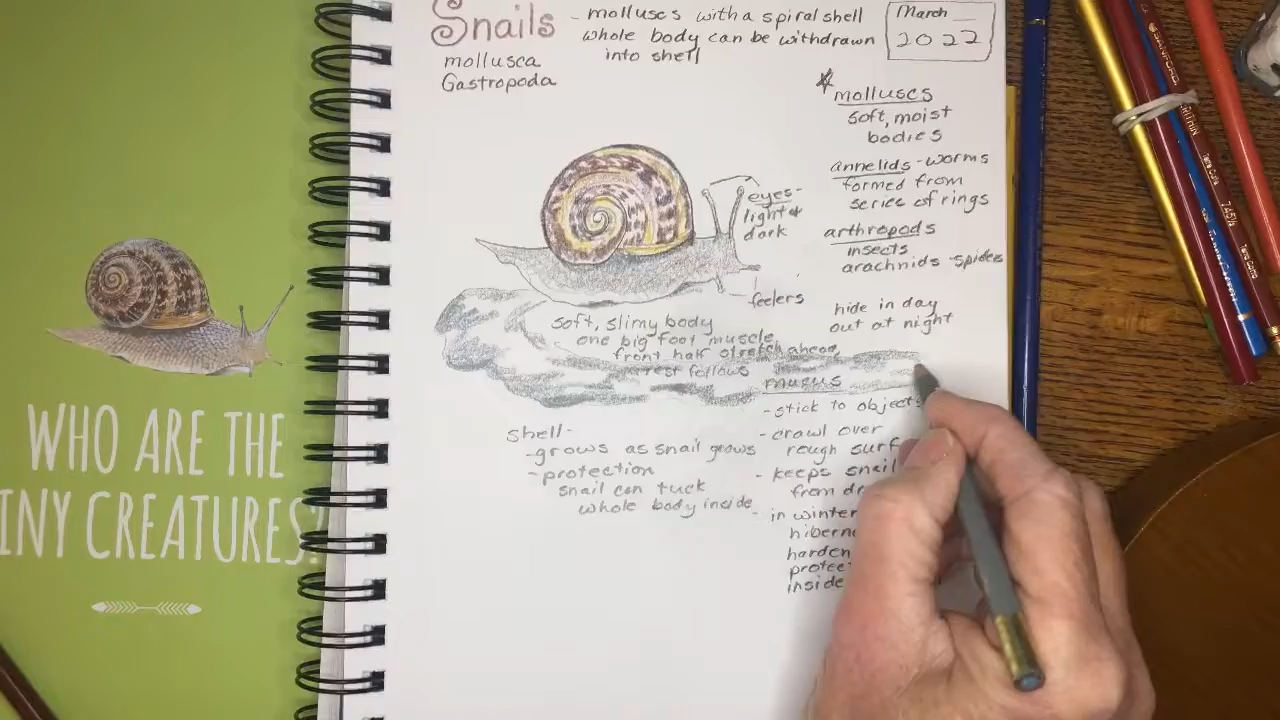 WHO ARE THE
INY CREATURES?
Snails
mollusca
Gastropoda
- molluscs with a spiral shell
whole body can be withdrawn
into shell
March
2022
molluscs
soft, moist
bodies
annelids - worms
formed from
series of rings
arthropods
insects
arachnids - spiders
eyes -
light &
dark
feelers
hide in day
out at night
soft, slimy body
one big foot muscle
front half stretch ahead,
rest follows
mucus
- stick to objects
- crawl over
rough surf
- keeps snail
from dr
- in winter
hibern
harden
protec
inside
shell -
- grows as snail grows
- protection
snail can tuck
whole body inside
SANFORD
745½